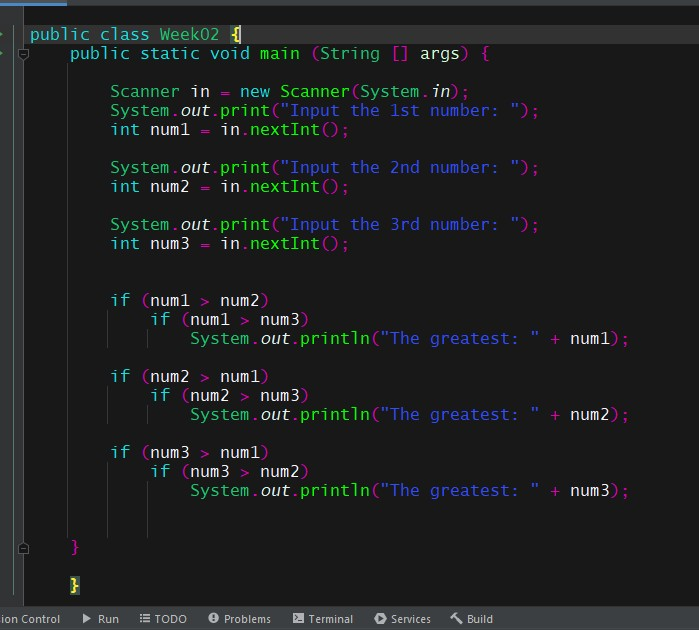 public class Week02 {
public static void main (String [] args) {
Scanner in = new Scanner(System.in);
System.out.print("Input the 1st number: ");
int num1 = in.nextInt();
System.out.print("Input the 2nd number: ");
int num2 = in.nextInt();
System.out.print("Input the 3rd number: ");
int num3 = in.nextInt();
if (num1 > num2)
if (num1 > num3)
System.out.println("The greatest: " + num1);
if (num2 > num1)
if (num2 > num3)
System.out.println("The greatest: " + num2);
if (num3 > num1)
if (num3 > num2)
System.out.println("The greatest: " + num3);
}
}
ion Control Run TODO Problems Terminal Services Build